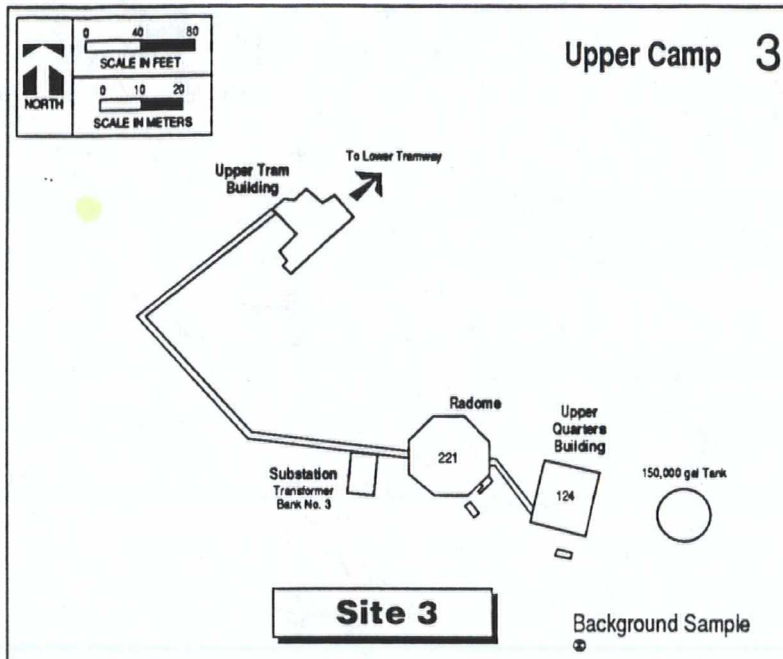 0 40 80
SCALE IN FEET
NORTH
0 10 20
SCALE IN METERS
Upper Camp 3
To Lower Tramway
Upper Tram
Building
Radome
221
Upper
Quarters
Building
124
150,000 gal Tank
Substation
Transformer
Bank No. 3
Site 3
Background Sample